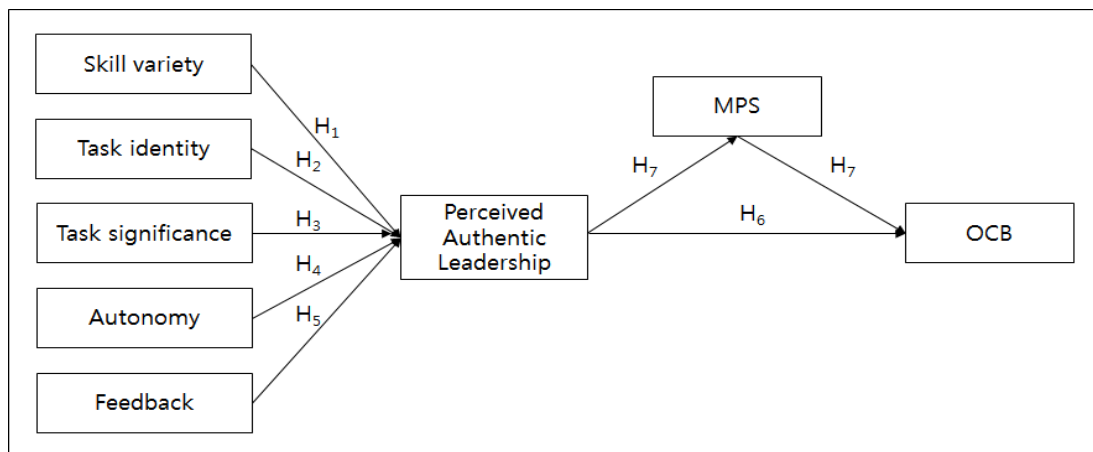 Skill variety
Task identity
Task significance
Autonomy
Feedback
H₁
H₂
H₃
H₄
H₅
Perceived
Authentic
Leadership
MPS
H₇
H₇
H₆
OCB